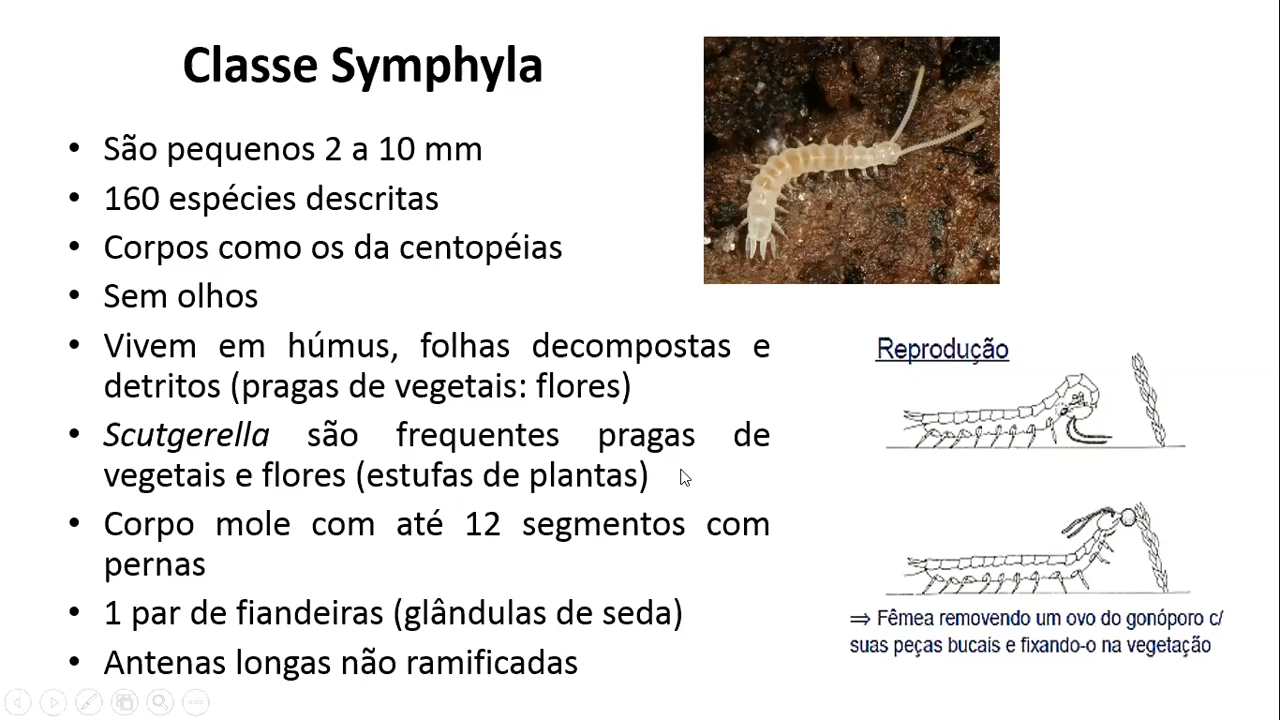 Classe Symphyla
• São pequenos 2 a 10 mm
• 160 espécies descritas
• Corpos como os da centopéias
• Sem olhos
• Vivem em húmus, folhas decompostas e
detritos (pragas de vegetais: flores)
• Scutgerella são frequentes pragas de
vegetais e flores (estufas de plantas)
• Corpo mole com até 12 segmentos com
pernas
• 1 par de fiandeiras (glândulas de seda)
• Antenas longas não ramificadas
Reprodução
⇒ Fêmea removendo um ovo do gonóporo c/
suas peças bucais e fixando-o na vegetação